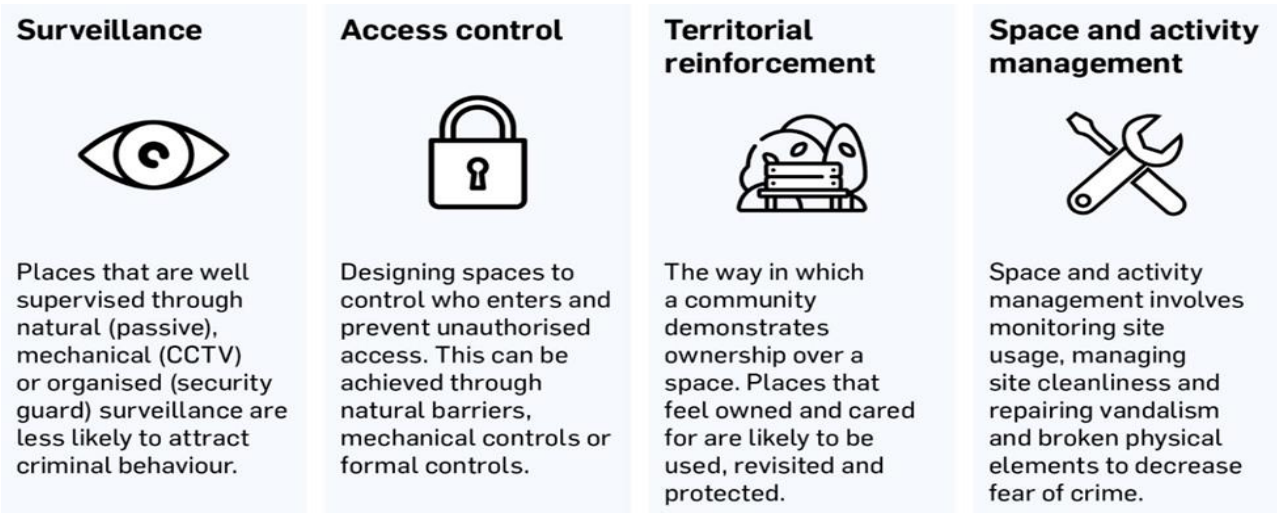 Surveillance
Places that are well
supervised through
natural (passive),
mechanical (CCTV)
or organised (security
guard) surveillance are
less likely to attract
criminal behaviour.
Access control
Designing spaces to
control who enters and
prevent unauthorised
access. This can be
achieved through
natural barriers,
mechanical controls or
formal controls.
Territorial
reinforcement
The way in which
a community
demonstrates
ownership over a
space. Places that
feel owned and cared
for are likely to be
used, revisited and
protected.
Space and activity
management
Space and activity
management involves
monitoring site
usage, managing
site cleanliness and
repairing vandalism
and broken physical
elements to decrease
fear of crime.